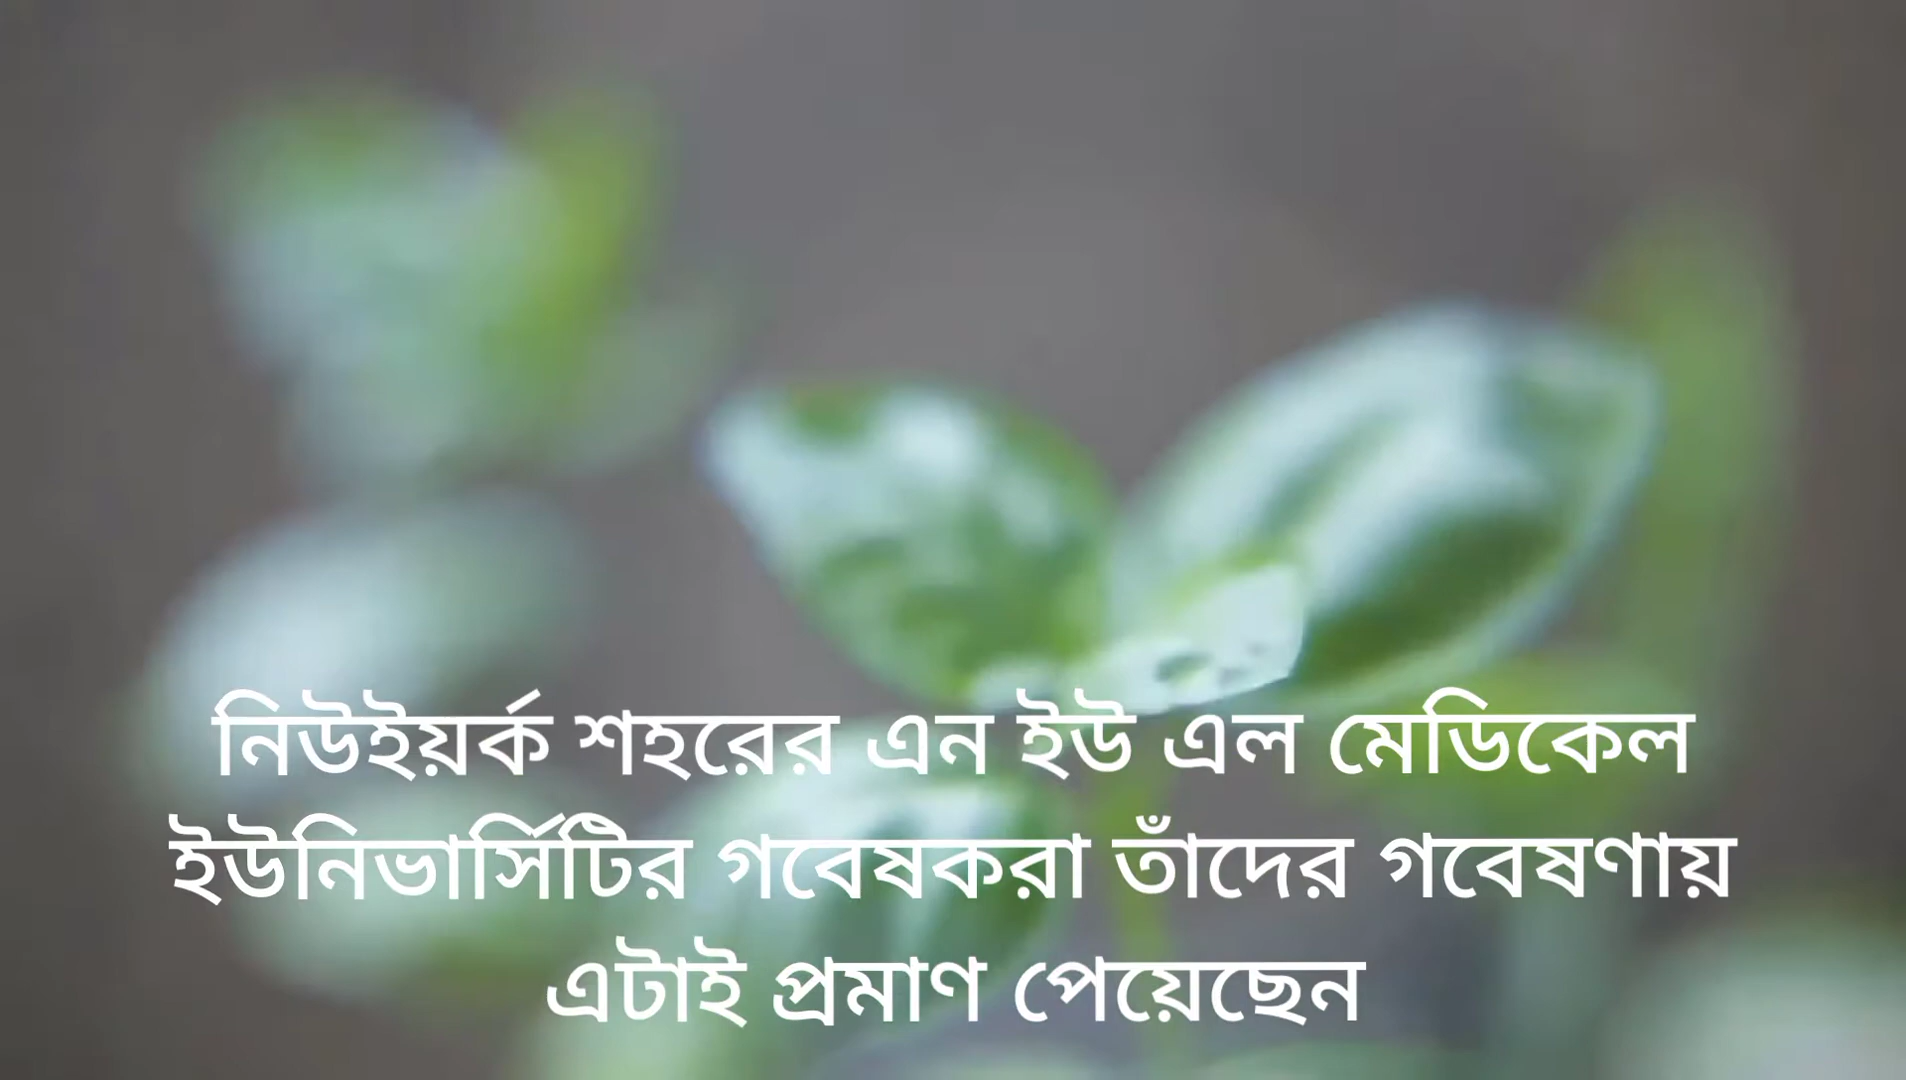 নিউইয়র্ক শহরের এন ইউ এল মেডিকেল
ইউনিভার্সিটির গবেষকরা তাঁদের গবেষণায়
এটাই প্রমাণ পেয়েছেন